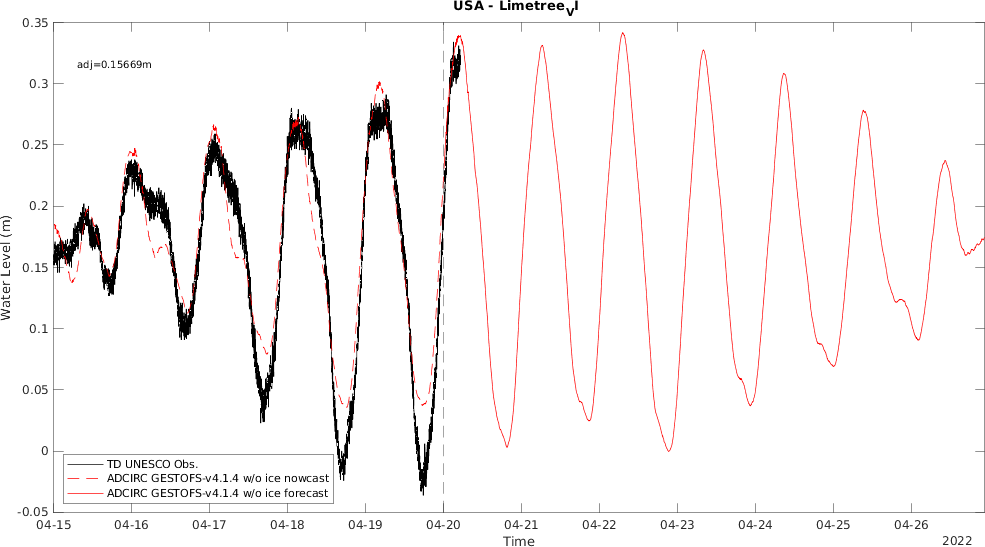 USA - Limetree_VI
0.35
adj=0.15669m
0.3
0.25
0.2
0.15
0.1
0.05
0
-0.05
Water Level (m)
TD UNESCO Obs.
ADCIRC GESTOFS-v4.1.4 w/o ice nowcast
ADCIRC GESTOFS-v4.1.4 w/o ice forecast
04-15 04-16 04-17 04-18 04-19 04-20 04-21 04-22 04-23 04-24 04-25 04-26
Time
2022